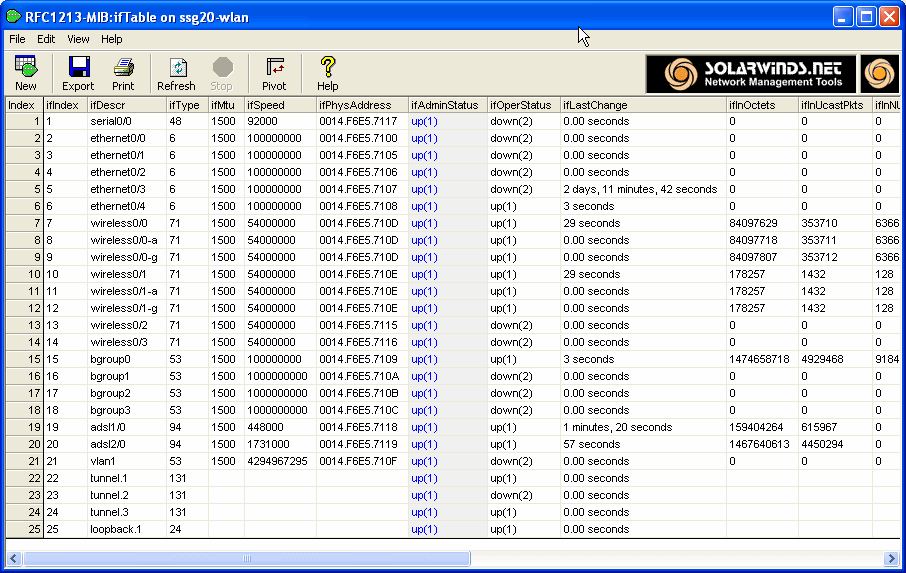 RFC1213-MIB:ifTable on ssg20-wlan
File Edit View Help
New Export Print Refresh Stop Pivot Help
SOLARWINDS.NET
Network Management Tools
Index ifIndex ifDescr ifType ifMtu ifSpeed ifPhysAddress ifAdminStatus ifOperStatus ifLastChange ifInOctets ifInUcastPkts ifInNU
1 1 serial0/0 48 1500 92000 0014.F6E5.7117 up(1) down(2) 0.00 seconds 0 0 0
2 2 ethernet0/0 6 1500 100000000 0014.F6E5.7100 up(1) down(2) 0.00 seconds 0 0 0
3 3 ethernet0/1 6 1500 100000000 0014.F6E5.7105 up(1) down(2) 0.00 seconds 0 0 0
4 4 ethernet0/2 6 1500 100000000 0014.F6E5.7106 up(1) down(2) 0.00 seconds 0 0 0
5 5 ethernet0/3 6 1500 100000000 0014.F6E5.7107 up(1) down(2) 2 days, 11 minutes, 42 seconds 0 0 0
6 6 ethernet0/4 6 1500 100000000 0014.F6E5.7108 up(1) up(1) 3 seconds 0 0 0
7 7 wireless0/0 71 1500 54000000 0014.F6E5.710D up(1) up(1) 29 seconds 84097629 353710 6366
8 8 wireless0/0-a 71 1500 54000000 0014.F6E5.710D up(1) up(1) 0.00 seconds 84097718 353711 6366
9 9 wireless0/0-g 71 1500 54000000 0014.F6E5.710D up(1) up(1) 0.00 seconds 84097807 353712 6366
10 10 wireless0/1 71 1500 54000000 0014.F6E5.710E up(1) up(1) 29 seconds 178257 1432 128
11 11 wireless0/1-a 71 1500 54000000 0014.F6E5.710E up(1) up(1) 0.00 seconds 178257 1432 128
12 12 wireless0/1-g 71 1500 54000000 0014.F6E5.710E up(1) up(1) 0.00 seconds 178257 1432 128
13 13 wireless0/2 71 1500 54000000 0014.F6E5.7115 up(1) down(2) 0.00 seconds 0 0 0
14 14 wireless0/3 71 1500 54000000 0014.F6E5.7116 up(1) down(2) 0.00 seconds 0 0 0
15 15 bgroup0 53 1500 100000000 0014.F6E5.7109 up(1) up(1) 3 seconds 1474658718 4929468 9184
16 16 bgroup1 53 1500 1000000000 0014.F6E5.710A up(1) down(2) 0.00 seconds 0 0 0
17 17 bgroup2 53 1500 1000000000 0014.F6E5.710B up(1) down(2) 0.00 seconds 0 0 0
18 18 bgroup3 53 1500 1000000000 0014.F6E5.710C up(1) down(2) 0.00 seconds 0 0 0
19 19 adsl1/0 94 1500 448000 0014.F6E5.7118 up(1) up(1) 1 minutes, 20 seconds 159404264 615967 0
20 20 adsl2/0 94 1500 1731000 0014.F6E5.7119 up(1) up(1) 57 seconds 1467640613 4450294 0
21 21 vlan1 53 1500 4294967295 0014.F6E5.710F up(1) down(2) 0.00 seconds 0 0 0
22 22 tunnel.1 131 up(1) up(1) 0.00 seconds
23 23 tunnel.2 131 up(1) down(2) 0.00 seconds
24 24 tunnel.3 131 up(1) up(1) 0.00 seconds
25 25 loopback.1 24 up(1) up(1) 0.00 seconds